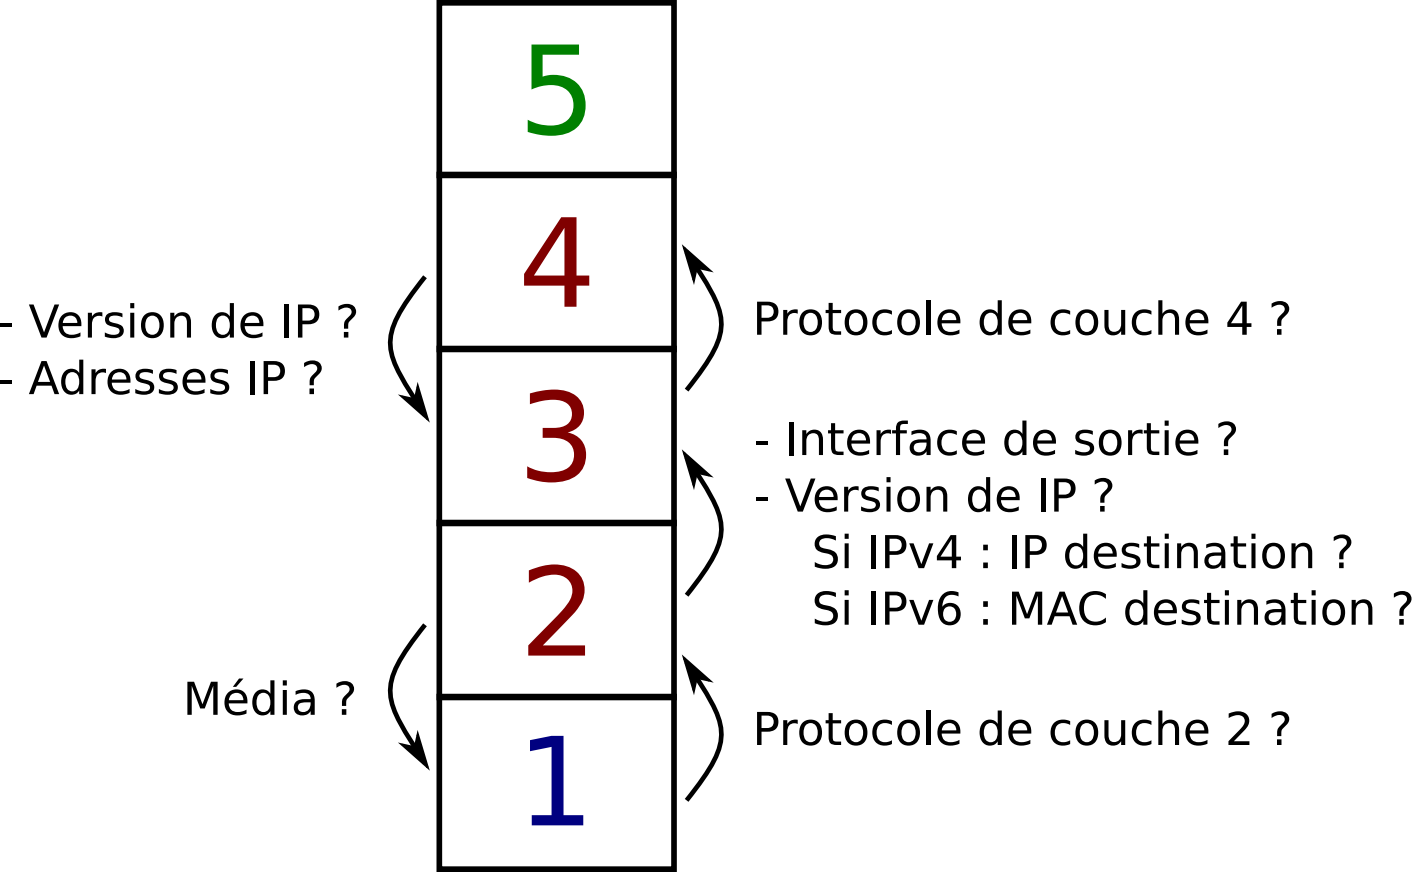 5
4
- Version de IP ?
- Adresses IP ?
Protocole de couche 4 ?
3
- Interface de sortie ?
- Version de IP ?
Si IPv4 : IP destination ?
Si IPv6 : MAC destination ?
2
Média ?
Protocole de couche 2 ?
1